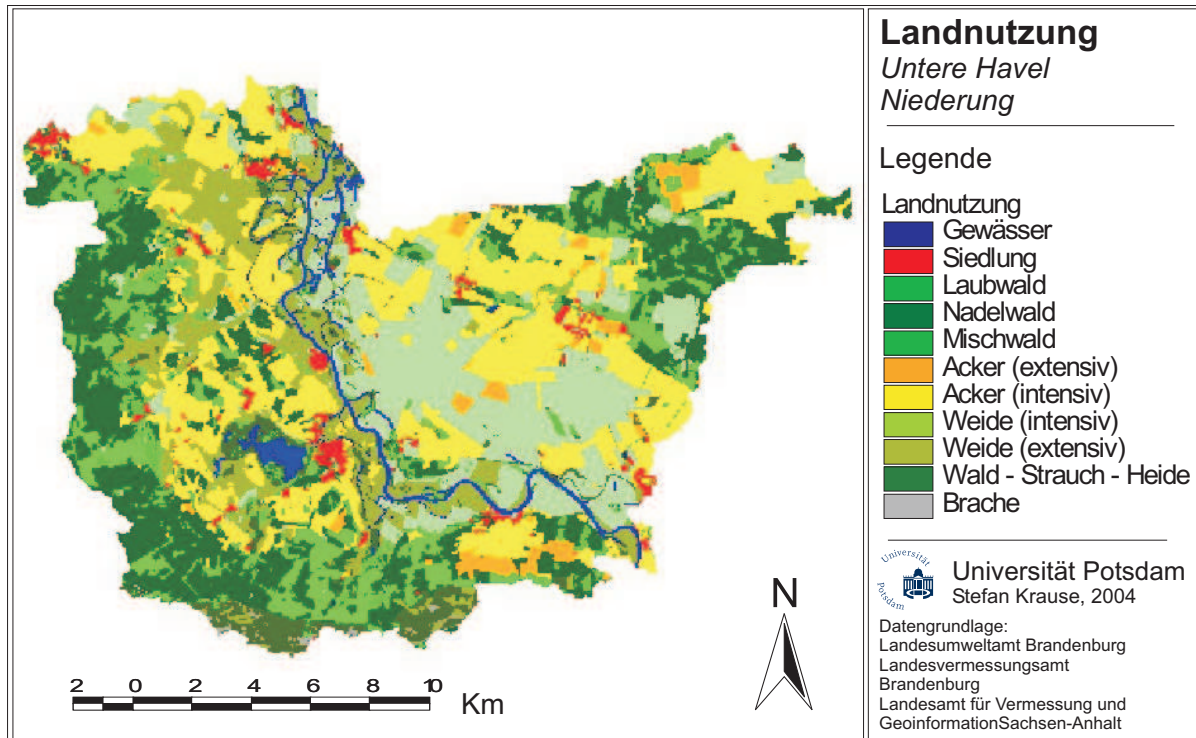 Landnutzung
Untere Havel
Niederung
Legende
Landnutzung
Gewässer
Siedlung
Laubwald
Nadelwald
Mischwald
Acker (extensiv)
Acker (intensiv)
Weide (intensiv)
Weide (extensiv)
Wald - Strauch - Heide
Brache
Universität
Potsdam
Universität Potsdam
Stefan Krause, 2004
Datengrundlage:
Landesumweltamt Brandenburg
Landesvermessungsamt
Brandenburg
Landesamt für Vermessung und
GeoinformationSachsen-Anhalt
N
2 0 2 4 6 8 10
Km